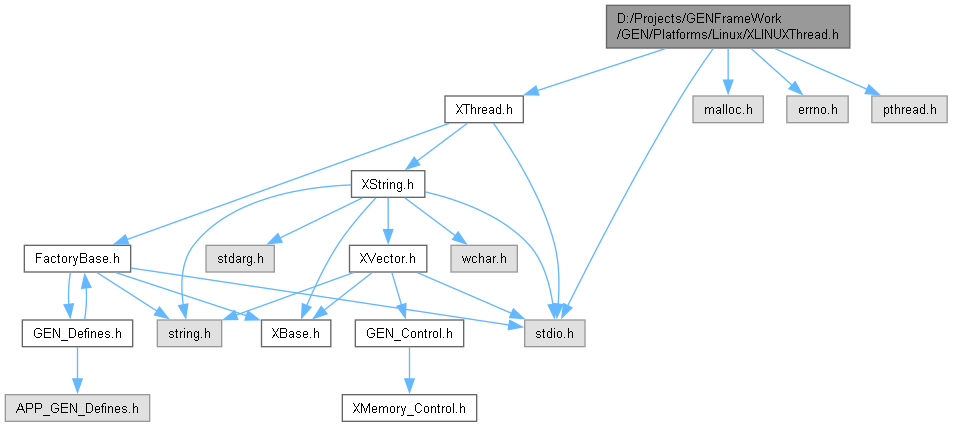 D:/Projects/GENFrameWork
/GEN/Platforms/Linux/XLINUXThread.h
XThread.h
malloc.h
errno.h
pthread.h
XString.h
FactoryBase.h
stdarg.h
XVector.h
wchar.h
GEN_Defines.h
string.h
XBase.h
GEN_Control.h
stdio.h
APP_GEN_Defines.h
XMemory_Control.h